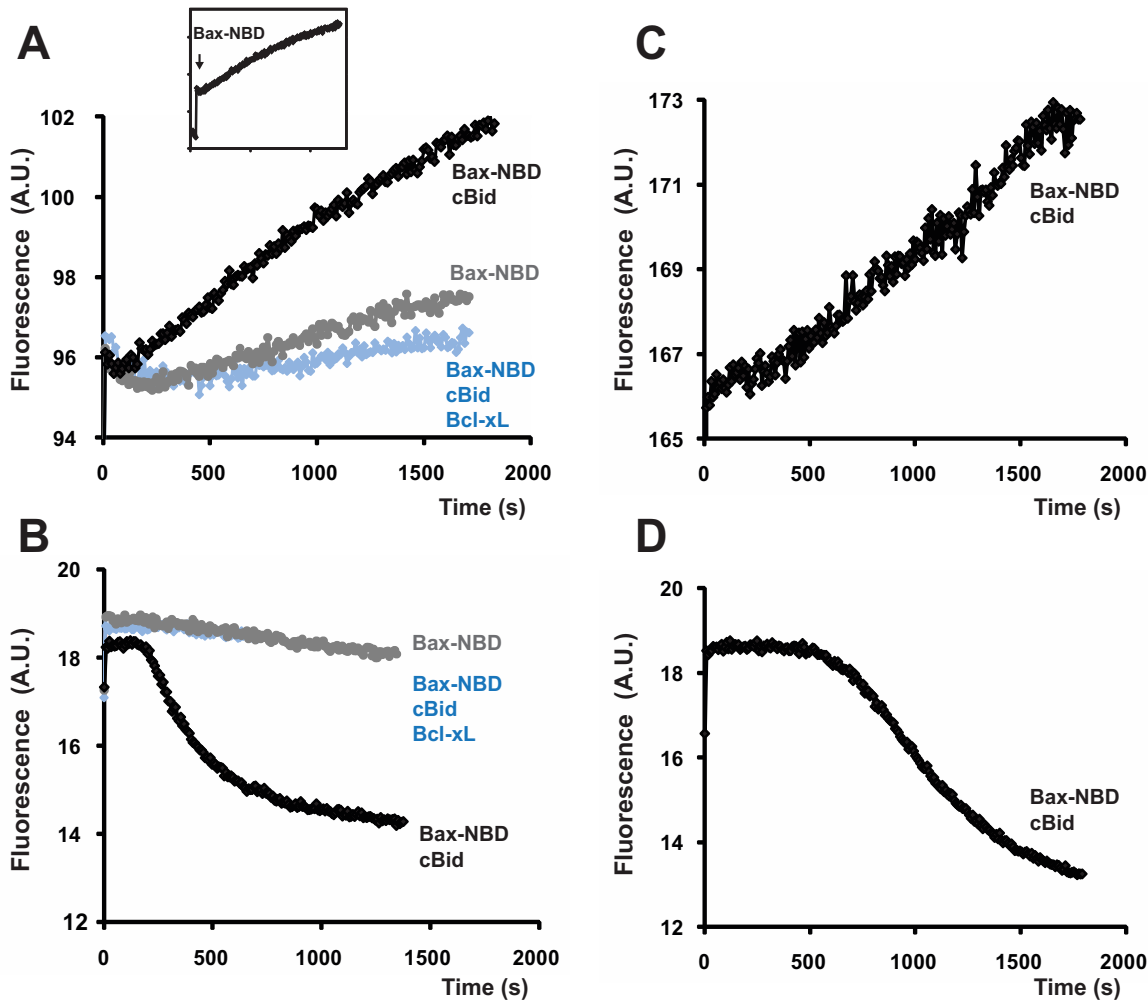 A
Bax-NBD
102
100
98
96
94
Fluorescence (A.U.)
Bax-NBD
cBid
Bax-NBD
Bax-NBD
cBid
Bcl-xL
0 500 1000 1500 2000
Time (s)
C
173
171
169
167
165
Fluorescence (A.U.)
Bax-NBD
cBid
0 500 1000 1500 2000
Time (s)
B
20
18
16
14
12
Fluorescence (A.U.)
Bax-NBD
Bax-NBD
cBid
Bcl-xL
Bax-NBD
cBid
0 500 1000 1500 2000
Time (s)
D
20
18
16
14
12
Fluorescence (A.U.)
Bax-NBD
cBid
0 500 1000 1500 2000
Time (s)